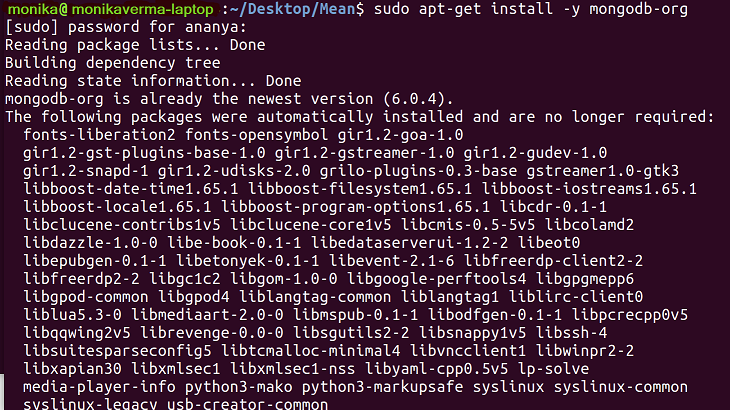 monika@ monikaverma-laptop :~/Desktop/Mean$ sudo apt-get install -y mongodb-org
[sudo] password for ananya:
Reading package lists... Done
Building dependency tree
Reading state information... Done
mongodb-org is already the newest version (6.0.4).
The following packages were automatically installed and are no longer required:
fonts-liberation2 fonts-opensymbol gir1.2-goa-1.0
gir1.2-gst-plugins-base-1.0 gir1.2-gstreamer-1.0 gir1.2-gudev-1.0
gir1.2-snapd-1 gir1.2-udisks-2.0 grilo-plugins-0.3-base gstreamer1.0-gtk3
libboost-date-time1.65.1 libboost-filesystem1.65.1 libboost-iostreams1.65.1
libboost-locale1.65.1 libboost-program-options1.65.1 libcdr-0.1-1
libclucene-contribs1v5 libclucene-core1v5 libcmis-0.5-5v5 libcolamd2
libdazzle-1.0-0 libe-book-0.1-1 libedataserverui-1.2-2 libeot0
libepubgen-0.1-1 libetonyek-0.1-1 libevent-2.1-6 libfreerdp-client2-2
libfreerdp2-2 libgc1c2 libgom-1.0-0 libgoogle-perftools4 libgpgmepp6
libgpod-common libgpod4 liblangtag-common liblangtag1 liblirc-client0
liblua5.3-0 libmediaart-2.0-0 libmspub-0.1-1 libodfgen-0.1-1 libpcrecpp0v5
libqqwing2v5 librevenge-0.0-0 libsgutils2-2 libsnappy1v5 libssh-4
libsuitesparseconfig5 libtcmalloc-minimal4 libvncclient1 libwinpr2-2
libxapian30 libxmlsec1 libxmlsec1-nss libyaml-cpp0.5v5 lp-solve
media-player-info python3-mako python3-markupsafe syslinux syslinux-common
syslinux-legacy usb-creator-common